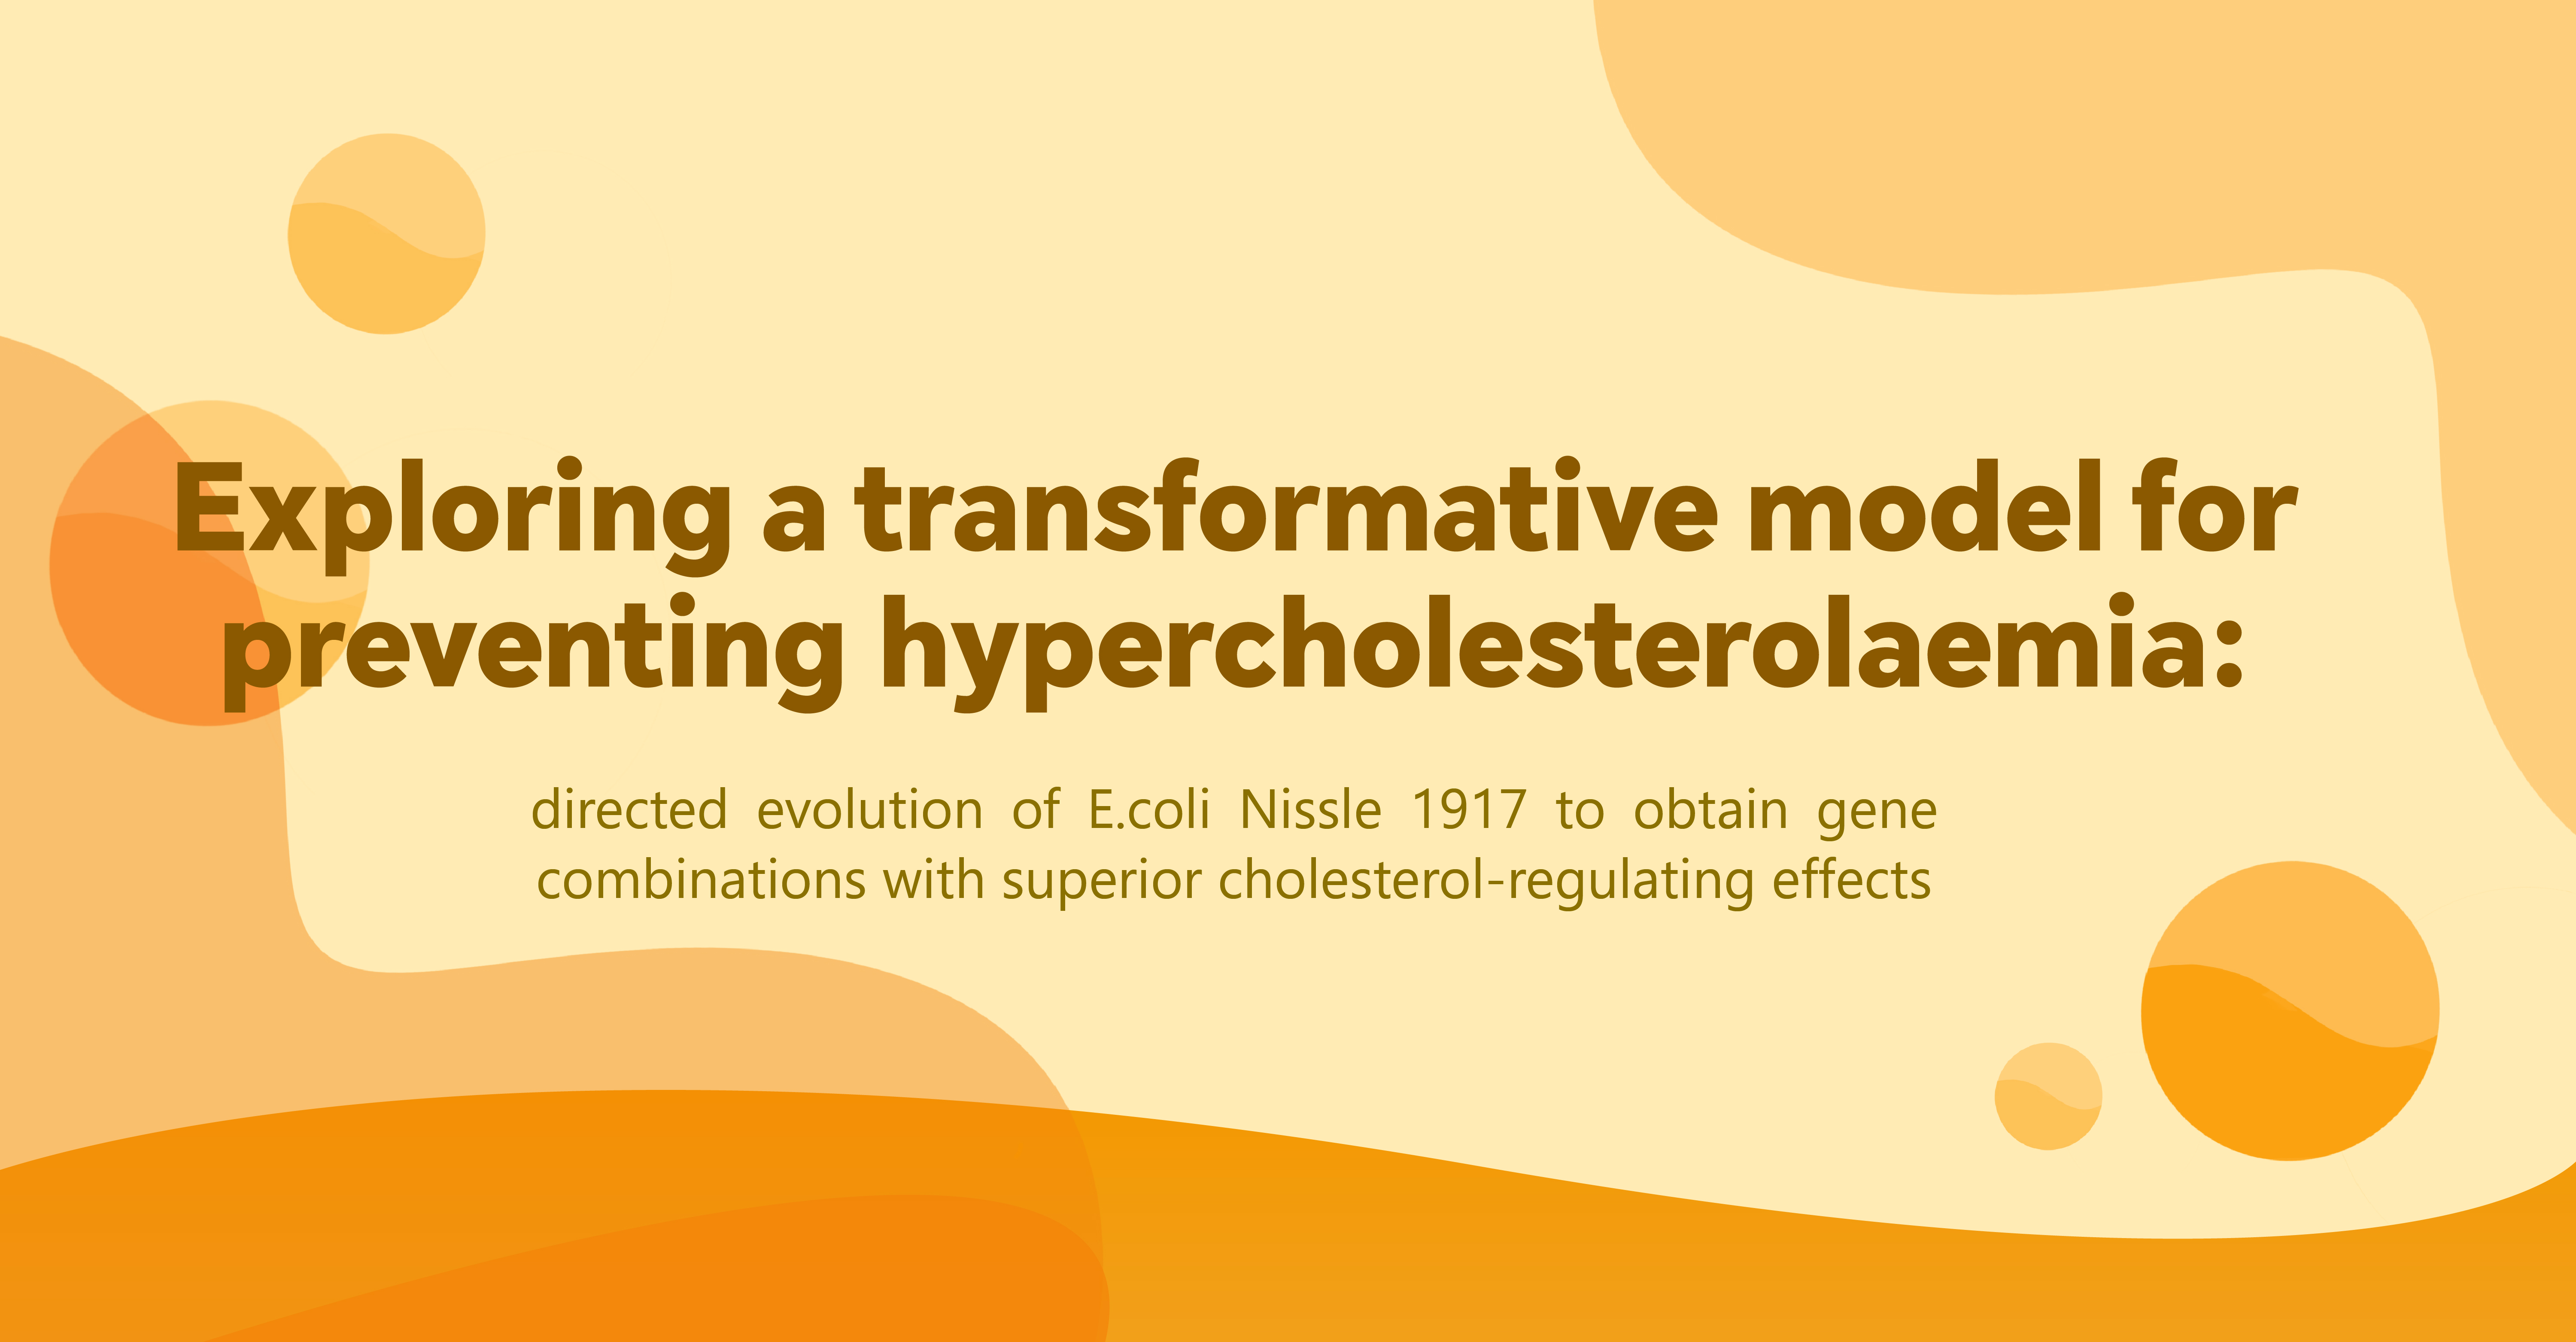 Exploring a transformative model for
preventing hypercholesterolaemia:
directed evolution of E.coli Nissle 1917 to obtain gene
combinations with superior cholesterol-regulating effects